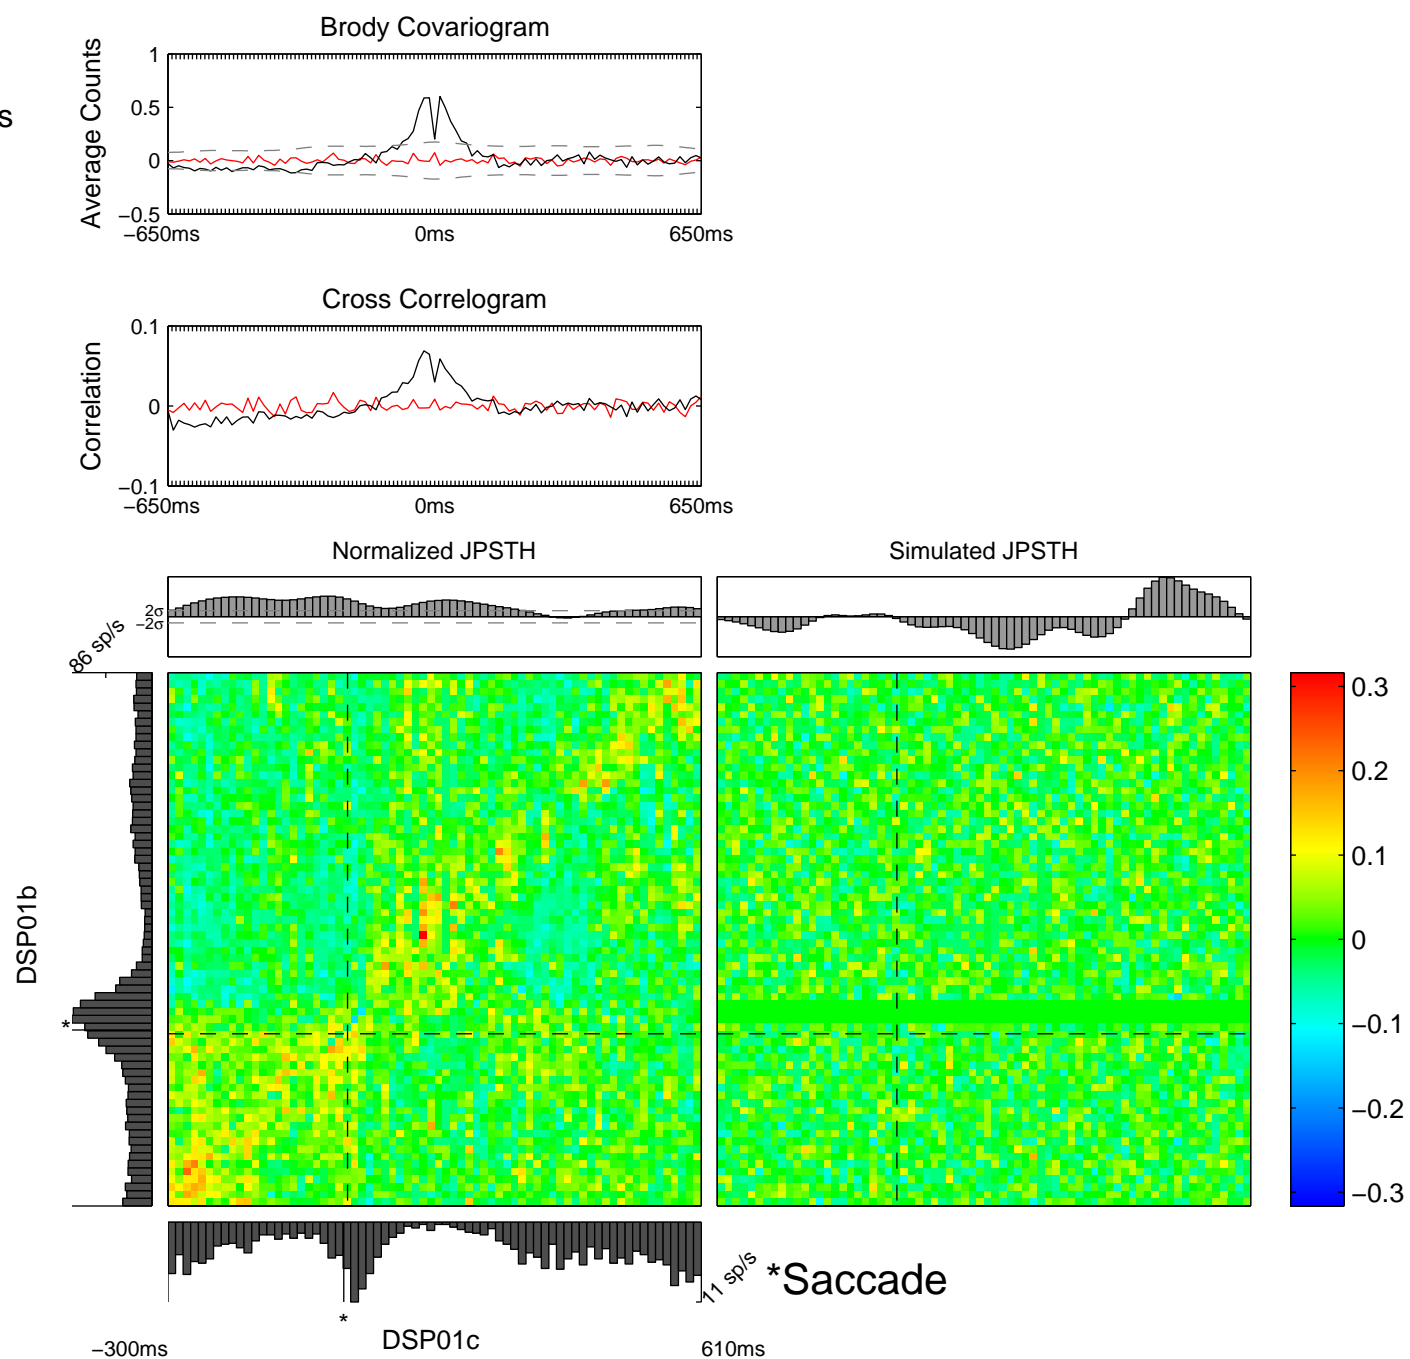 Brody Covariogram
s
Average Counts
1
0.5
0
−0.5
−650ms 0ms 650ms
Cross Correlogram
Correlation
0.1
0
−0.1
−650ms 0ms 650ms
Normalized JPSTH
Simulated JPSTH
2σ
−2σ
86 sp/s
DSP01b
*
0.3
0.2
0.1
0
−0.1
−0.2
−0.3
11 sp/s
*Saccade
*
DSP01c
−300ms 610ms